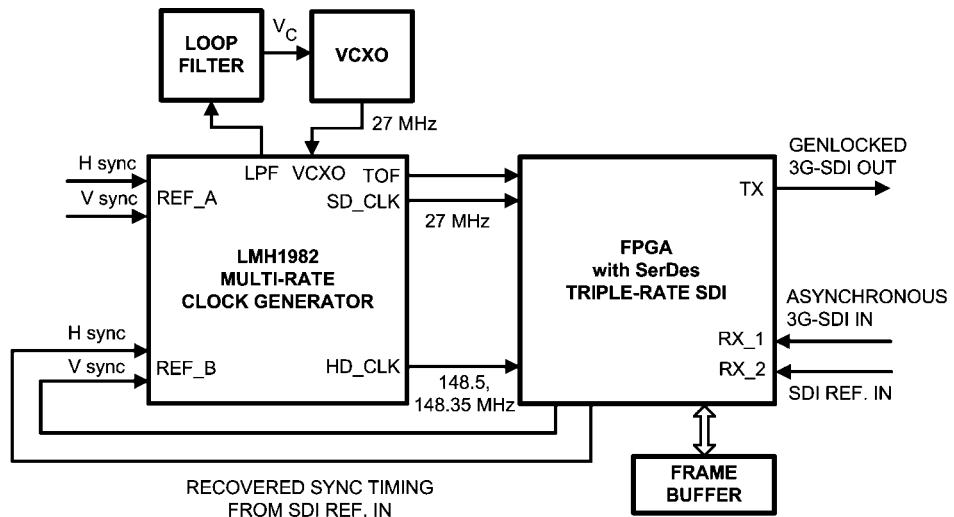 LOOP
FILTER
V_C
VCXO
27 MHz
H sync
V sync
REF_A
LPF
VCXO
TOF
SD_CLK
27 MHz
LMH1982
MULTI-RATE
CLOCK GENERATOR
H sync
V sync
REF_B
HD_CLK
148.5,
148.35 MHz
FPGA
with SerDes
TRIPLE-RATE SDI
TX
GENLOCKED
3G-SDI OUT
ASYNCHRONOUS
3G-SDI IN
RX_1
RX_2
SDI REF. IN
FRAME
BUFFER
RECOVERED SYNC TIMING
FROM SDI REF. IN